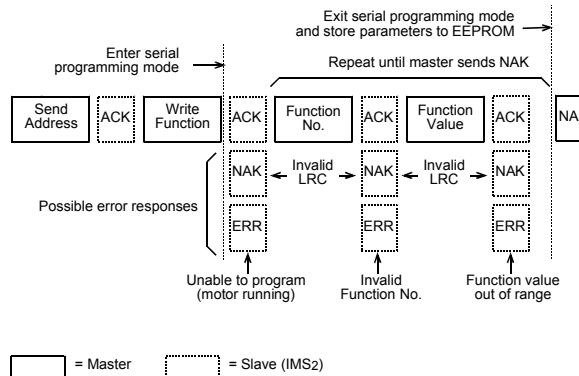 Exit serial programming mode
and store parameters to EEPROM
Enter serial
programming mode
Repeat until master sends NAK
Send
Address
ACK
Write
Function
ACK
Function
No.
ACK
Function
Value
ACK
NA
NAK
Invalid
LRC
NAK
Invalid
LRC
NAK
Possible error responses
ERR
ERR
ERR
Unable to program
(motor running)
Invalid
Function No.
Function value
out of range
= Master
= Slave (IMS2)